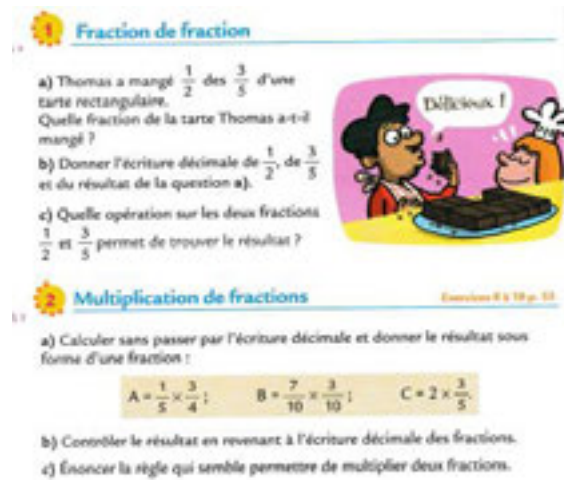 1 Fraction de fraction
a) Thomas a mangé 1/2 des 3/5 d'une
tarte rectangulaire.
Quelle fraction de la tarte Thomas a-t-il
mangé ?
b) Donner l'écriture décimale de 1/2, de 3/5
et du résultat de la question a).
c) Quelle opération sur les deux fractions
1/2 et 3/5 permet de trouver le résultat ?
Délicieux !
2 Multiplication de fractions
Exercices 8 à 10 p.
a) Calculer sans passer par l'écriture décimale et donner le résultat sous
forme d'une fraction :
A = 1/5 × 3/4 ; B = 7/10 × 3/10 ; C = 2 × 3/5.
b) Contrôler le résultat en revenant à l'écriture décimale des fractions.
c) Énoncer la règle qui semble permettre de multiplier deux fractions.